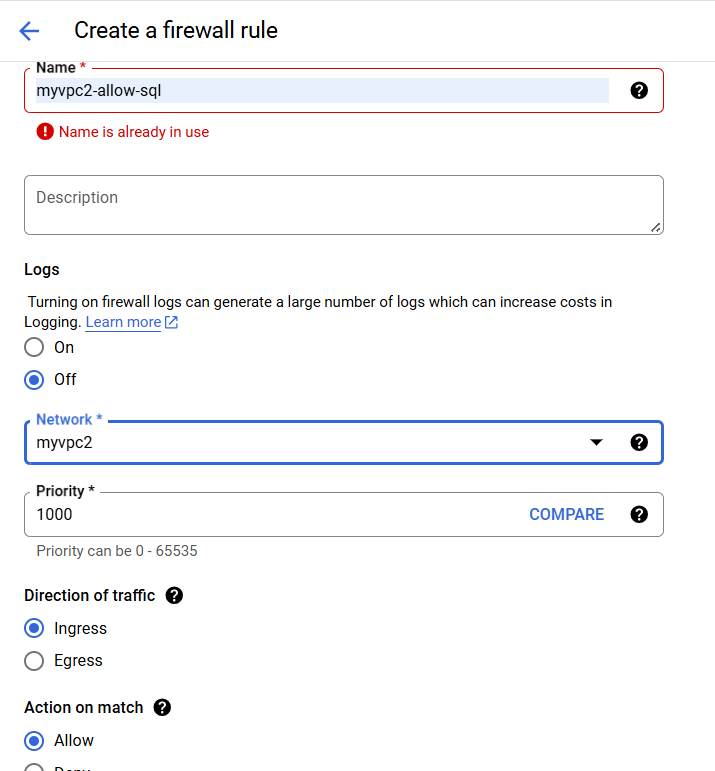 Create a firewall rule
Name *
myvpc2-allow-sql
Name is already in use
Description
Logs
Turning on firewall logs can generate a large number of logs which can increase costs in
Logging. Learn more
On
Off
Network *
myvpc2
Priority *
1000 COMPARE
Priority can be 0 - 65535
Direction of traffic
Ingress
Egress
Action on match
Allow
Deny